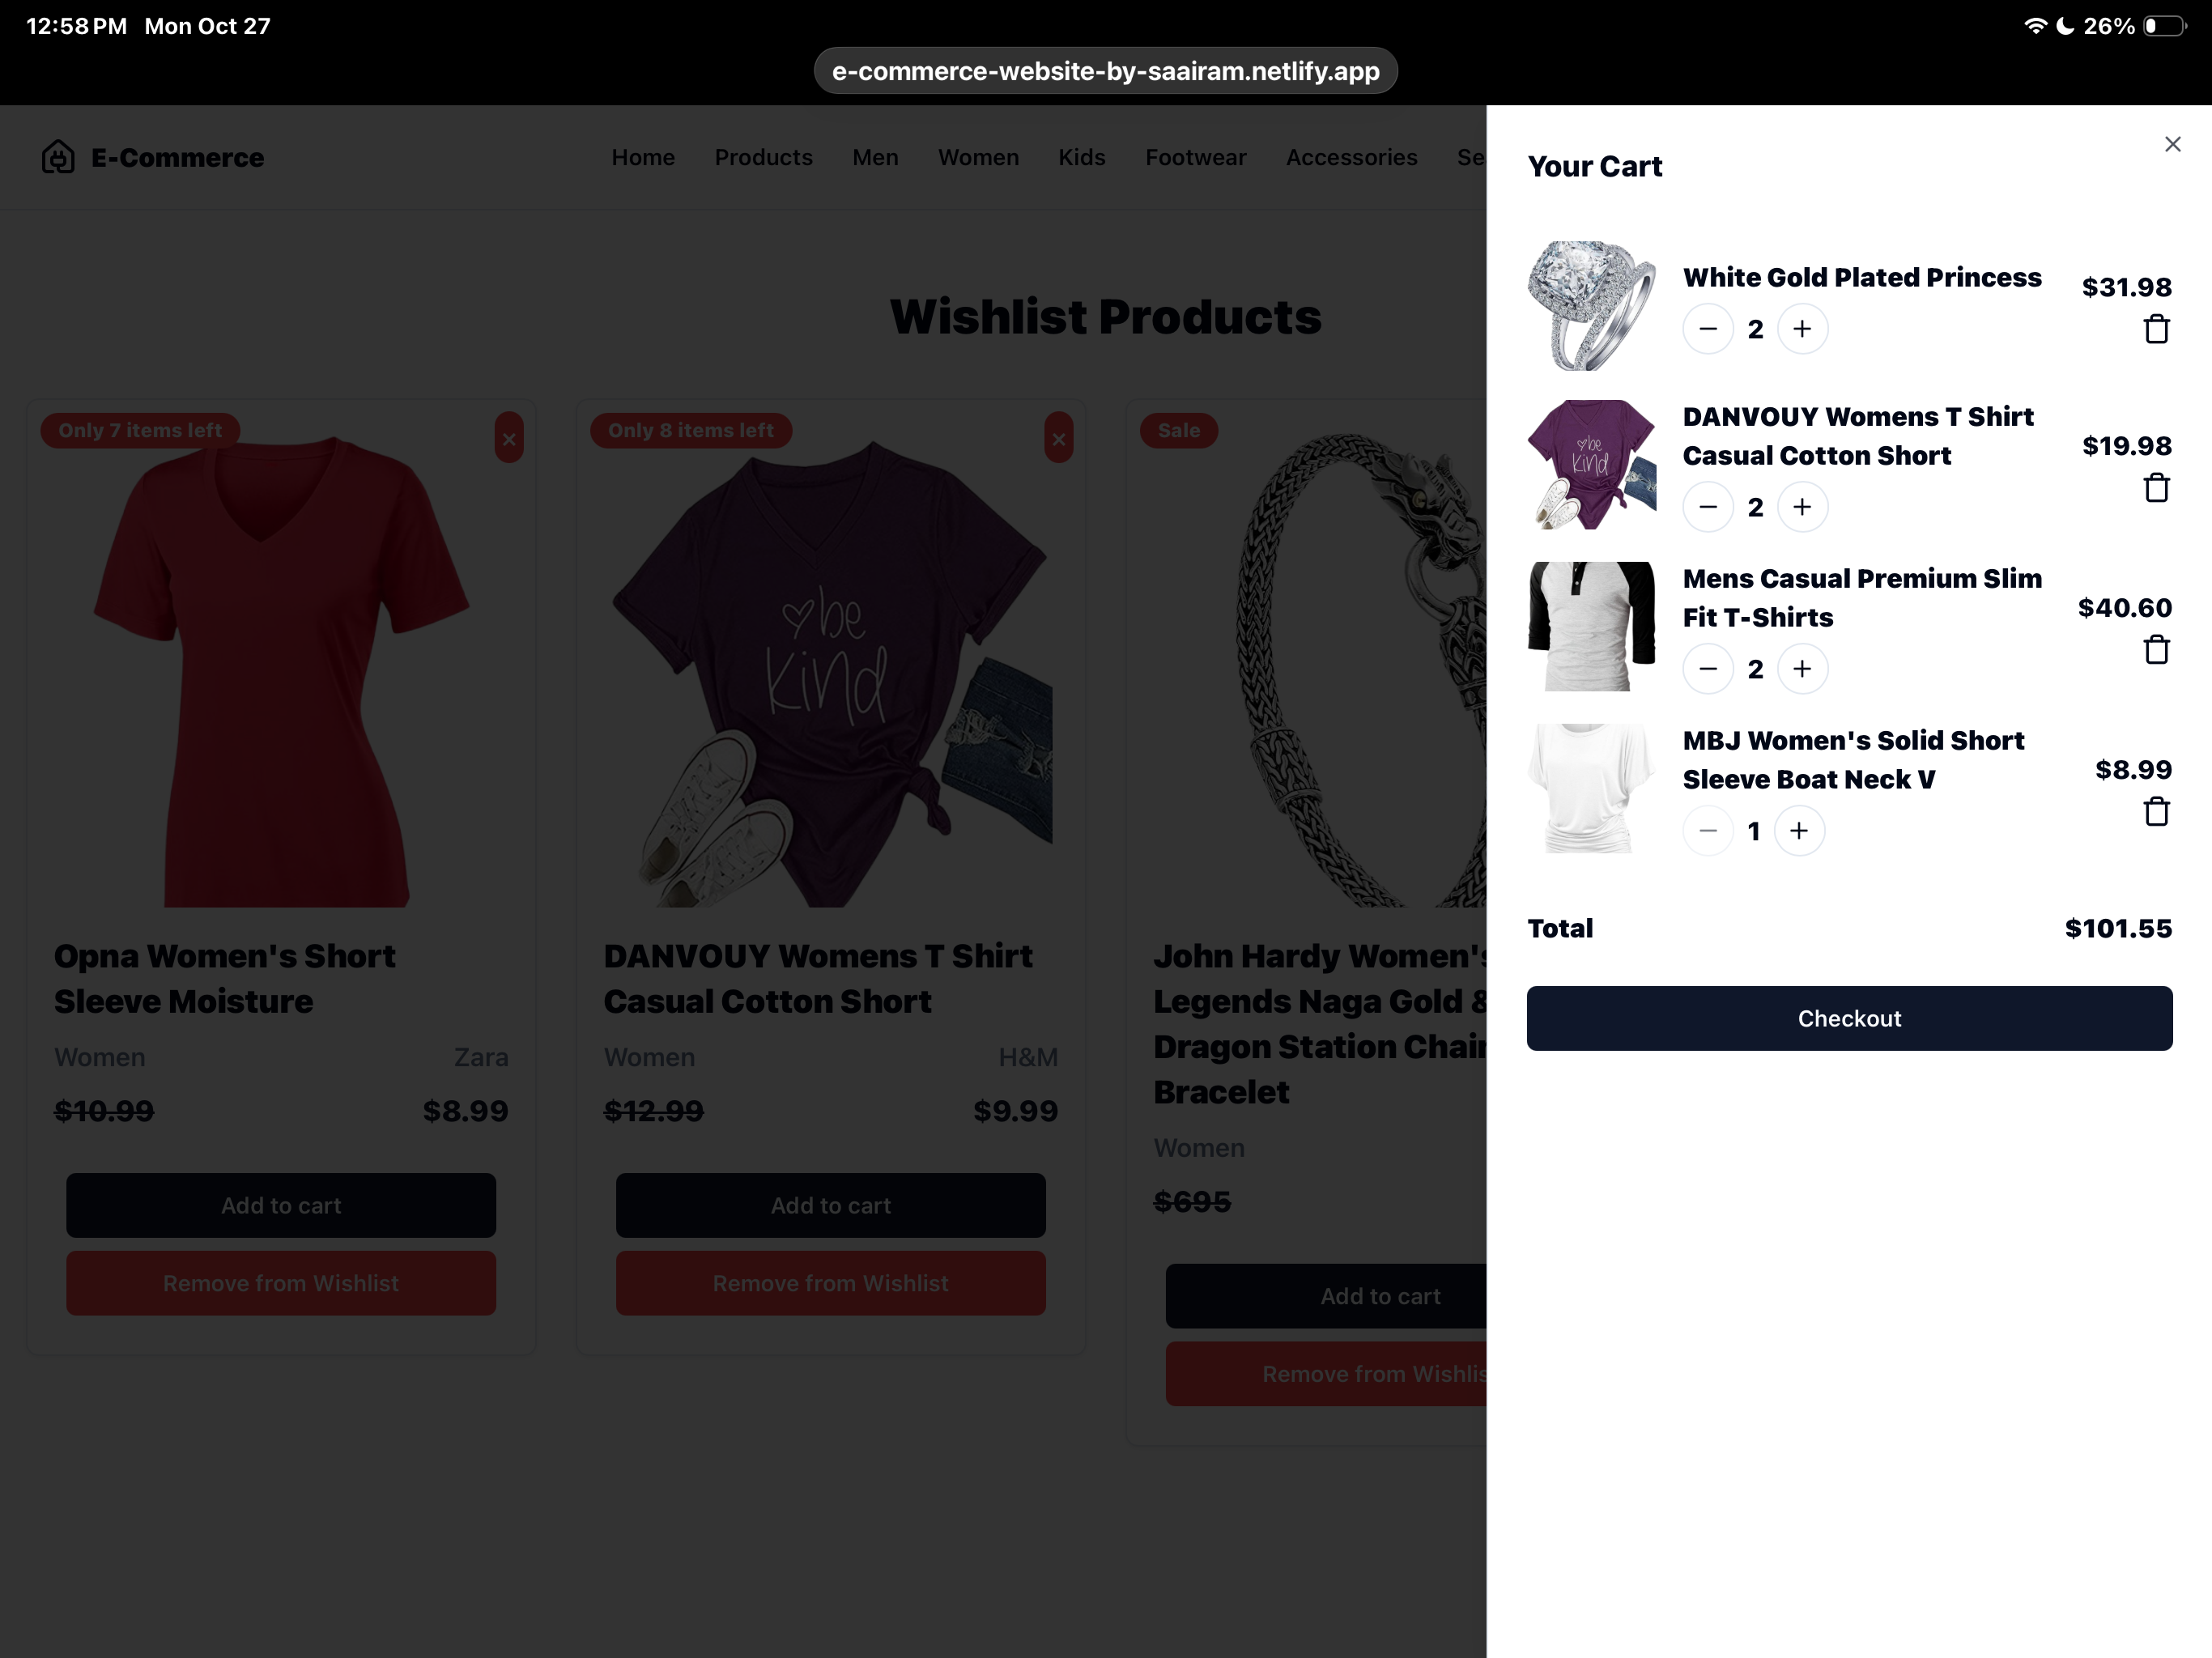 12:58 PM Mon Oct 27
26%
e-commerce-website-by-saairam.netlify.app
E-Commerce
Home Products Men Women Kids Footwear Accessories Se
Wishlist Products
Only 7 items left
be
kind
Opna Women's Short
Sleeve Moisture
Women Zara
$10.99 $8.99
Add to cart
Remove from Wishlist
Only 8 items left
be
kind
DANVOUY Womens T Shirt
Casual Cotton Short
Women H&M
$12.99 $9.99
Add to cart
Remove from Wishlist
Sale
John Hardy Women's
Legends Naga Gold &
Dragon Station Chain
Bracelet
Women
$695
Add to cart
Remove from Wishlis
Your Cart
White Gold Plated Princess
$31.98
2
DANVOUY Womens T Shirt
Casual Cotton Short
$19.98
2
Mens Casual Premium Slim
Fit T-Shirts
$40.60
2
MBJ Women's Solid Short
Sleeve Boat Neck V
$8.99
1
Total $101.55
Checkout